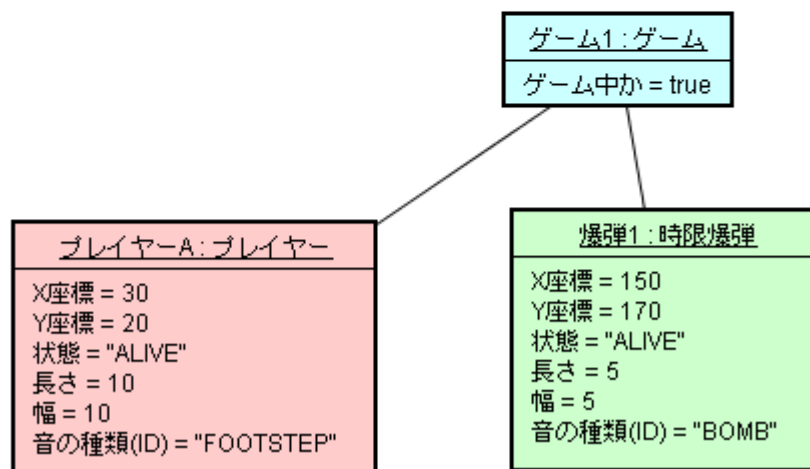 ゲーム1 : ゲーム
ゲーム中か = true
プレイヤーA : プレイヤー
X座標 = 30
Y座標 = 20
状態 = "ALIVE"
長さ = 10
幅 = 10
音の種類(ID) = "FOOTSTEP"
爆弾1 : 時限爆弾
X座標 = 150
Y座標 = 170
状態 = "ALIVE"
長さ = 5
幅 = 5
音の種類(ID) = "BOMB"